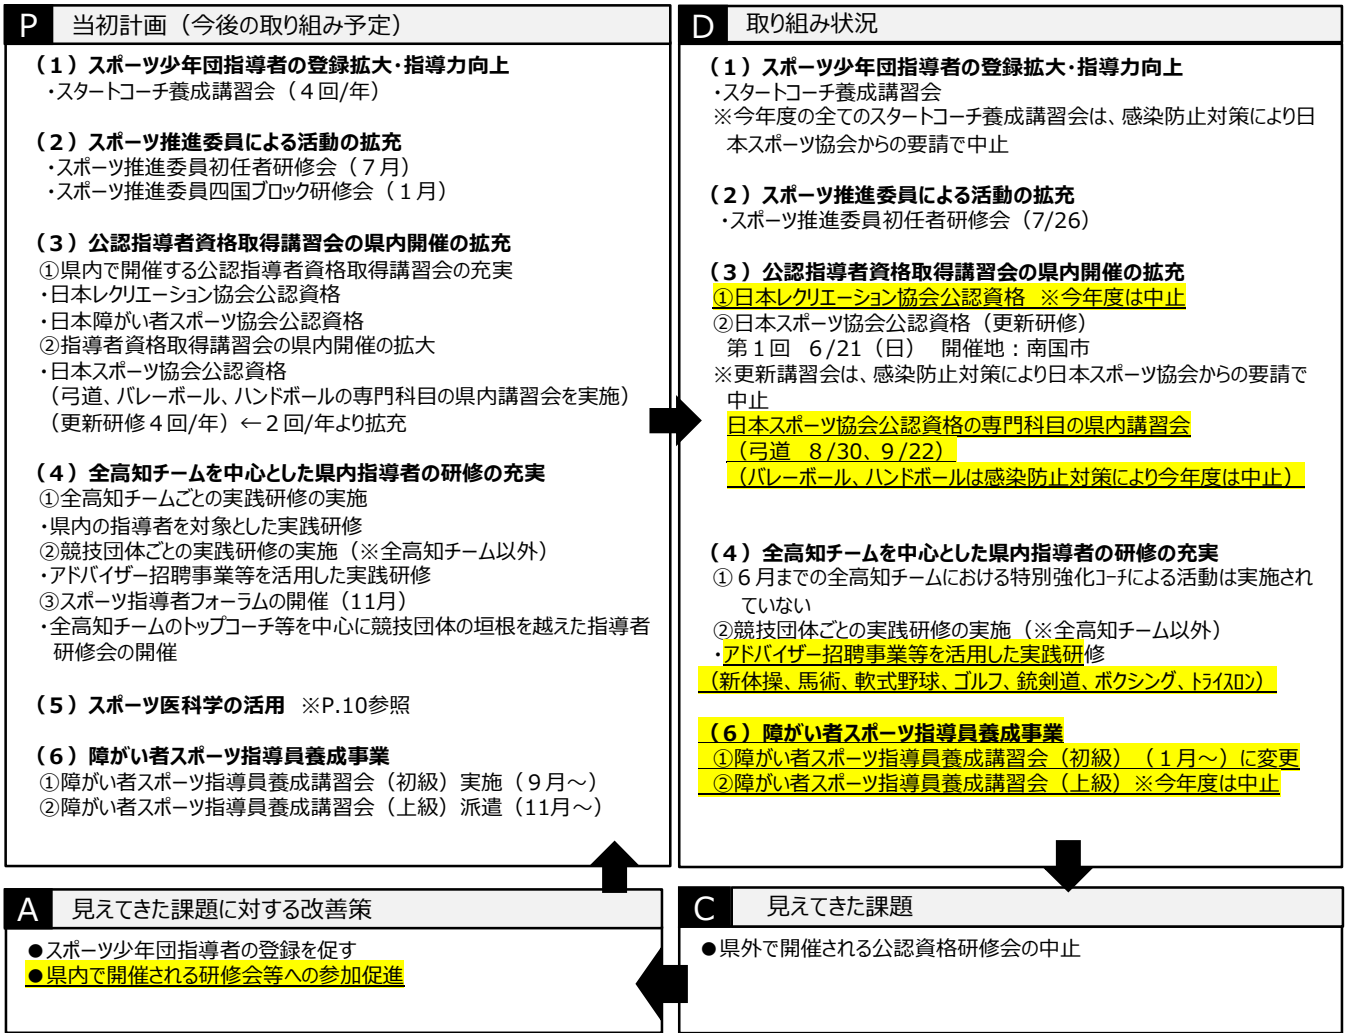 P 当初計画（今後の取り組み予定）
（１）スポーツ少年団指導者の登録拡大・指導力向上
・スタートコーチ養成講習会（４回/年）
（２）スポーツ推進委員による活動の拡充
・スポーツ推進委員初任者研修会（７月）
・スポーツ推進委員四国ブロック研修会（１月）
（３）公認指導者資格取得講習会の県内開催の拡充
①県内で開催する公認指導者資格取得講習会の充実
・日本レクリエーション協会公認資格
・日本障がい者スポーツ協会公認資格
②指導者資格取得講習会の県内開催の拡大
・日本スポーツ協会公認資格
（弓道、バレーボール、ハンドボールの専門科目の県内講習会を実施）
（更新研修４回/年）←２回/年より拡充
（４）全高知チームを中心とした県内指導者の研修の充実
①全高知チームごとの実践研修の実施
・県内の指導者を対象とした実践研修
②競技団体ごとの実践研修の実施（※全高知チーム以外）
・アドバイザー招聘事業等を活用した実践研修
③スポーツ指導者フォーラムの開催（11月）
・全高知チームのトップコーチ等を中心に競技団体の垣根を越えた指導者
研修会の開催
（５）スポーツ医科学の活用 ※P.10参照
（６）障がい者スポーツ指導員養成事業
①障がい者スポーツ指導員養成講習会（初級）実施（９月～）
②障がい者スポーツ指導員養成講習会（上級）派遣（11月～）
D 取り組み状況
（１）スポーツ少年団指導者の登録拡大・指導力向上
・スタートコーチ養成講習会
※今年度の全てのスタートコーチ養成講習会は、感染防止対策により日
本スポーツ協会からの要請で中止
（２）スポーツ推進委員による活動の拡充
・スポーツ推進委員初任者研修会（7/26）
（３）公認指導者資格取得講習会の県内開催の拡充
①日本レクリエーション協会公認資格 ※今年度は中止
②日本スポーツ協会公認資格（更新研修）
第１回 ６/21（日） 開催地：南国市
※更新講習会は、感染防止対策により日本スポーツ協会からの要請で
中止
日本スポーツ協会公認資格の専門科目の県内講習会
（弓道 ８/30、９/22）
（バレーボール、ハンドボールは感染防止対策により今年度は中止）
（４）全高知チームを中心とした県内指導者の研修の充実
①６月までの全高知チームにおける特別強化コーチによる活動は実施され
ていない
②競技団体ごとの実践研修の実施（※全高知チーム以外）
・アドバイザー招聘事業等を活用した実践研修
（新体操、馬術、軟式野球、ゴルフ、銃剣道、ボクシング、トライスロン）
（６）障がい者スポーツ指導員養成事業
①障がい者スポーツ指導員養成講習会（初級）（１月～）に変更
②障がい者スポーツ指導員養成講習会（上級）※今年度は中止
A 見えてきた課題に対する改善策
●スポーツ少年団指導者の登録を促す
●県内で開催される研修会等への参加促進
C 見えてきた課題
●県外で開催される公認資格研修会の中止